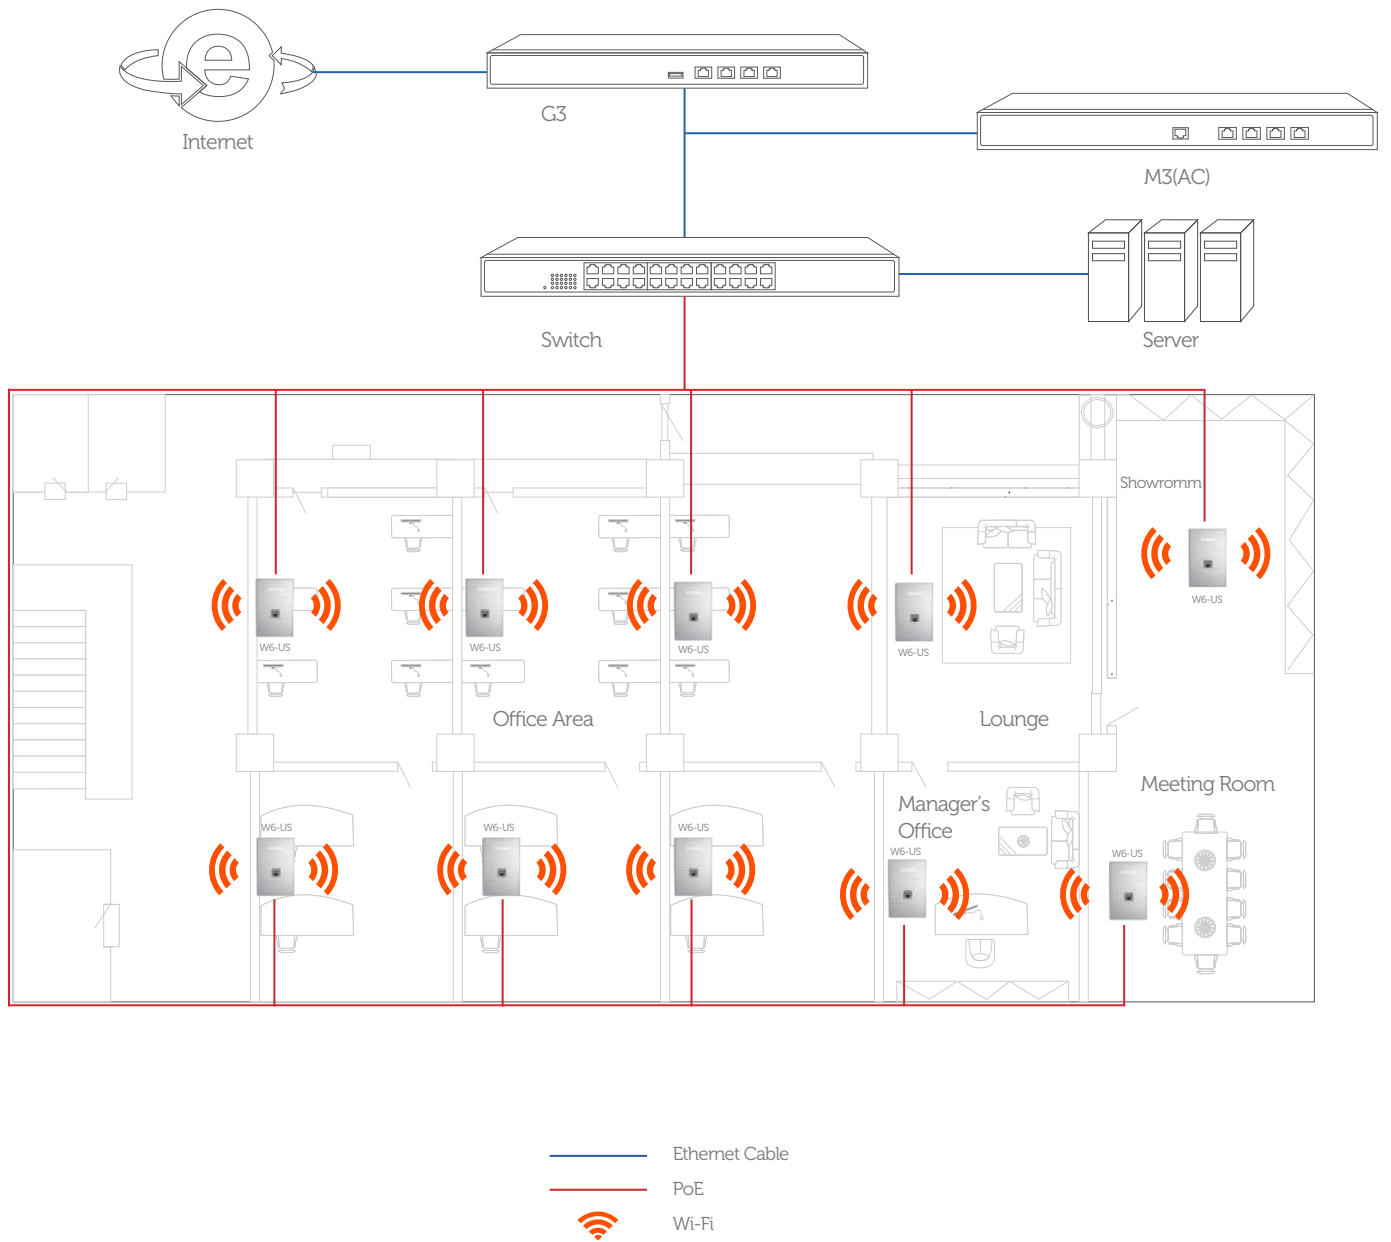 Internet
G3
M3(AC)
Switch
Server
Showromm
W6-US
W6-US
W6-US
W6-US
W6-US
Office Area
Lounge
Meeting Room
Manager's
Office
W6-US
W6-US
W6-US
W6-US
W6-US
Ethernet Cable
PoE
Wi-Fi